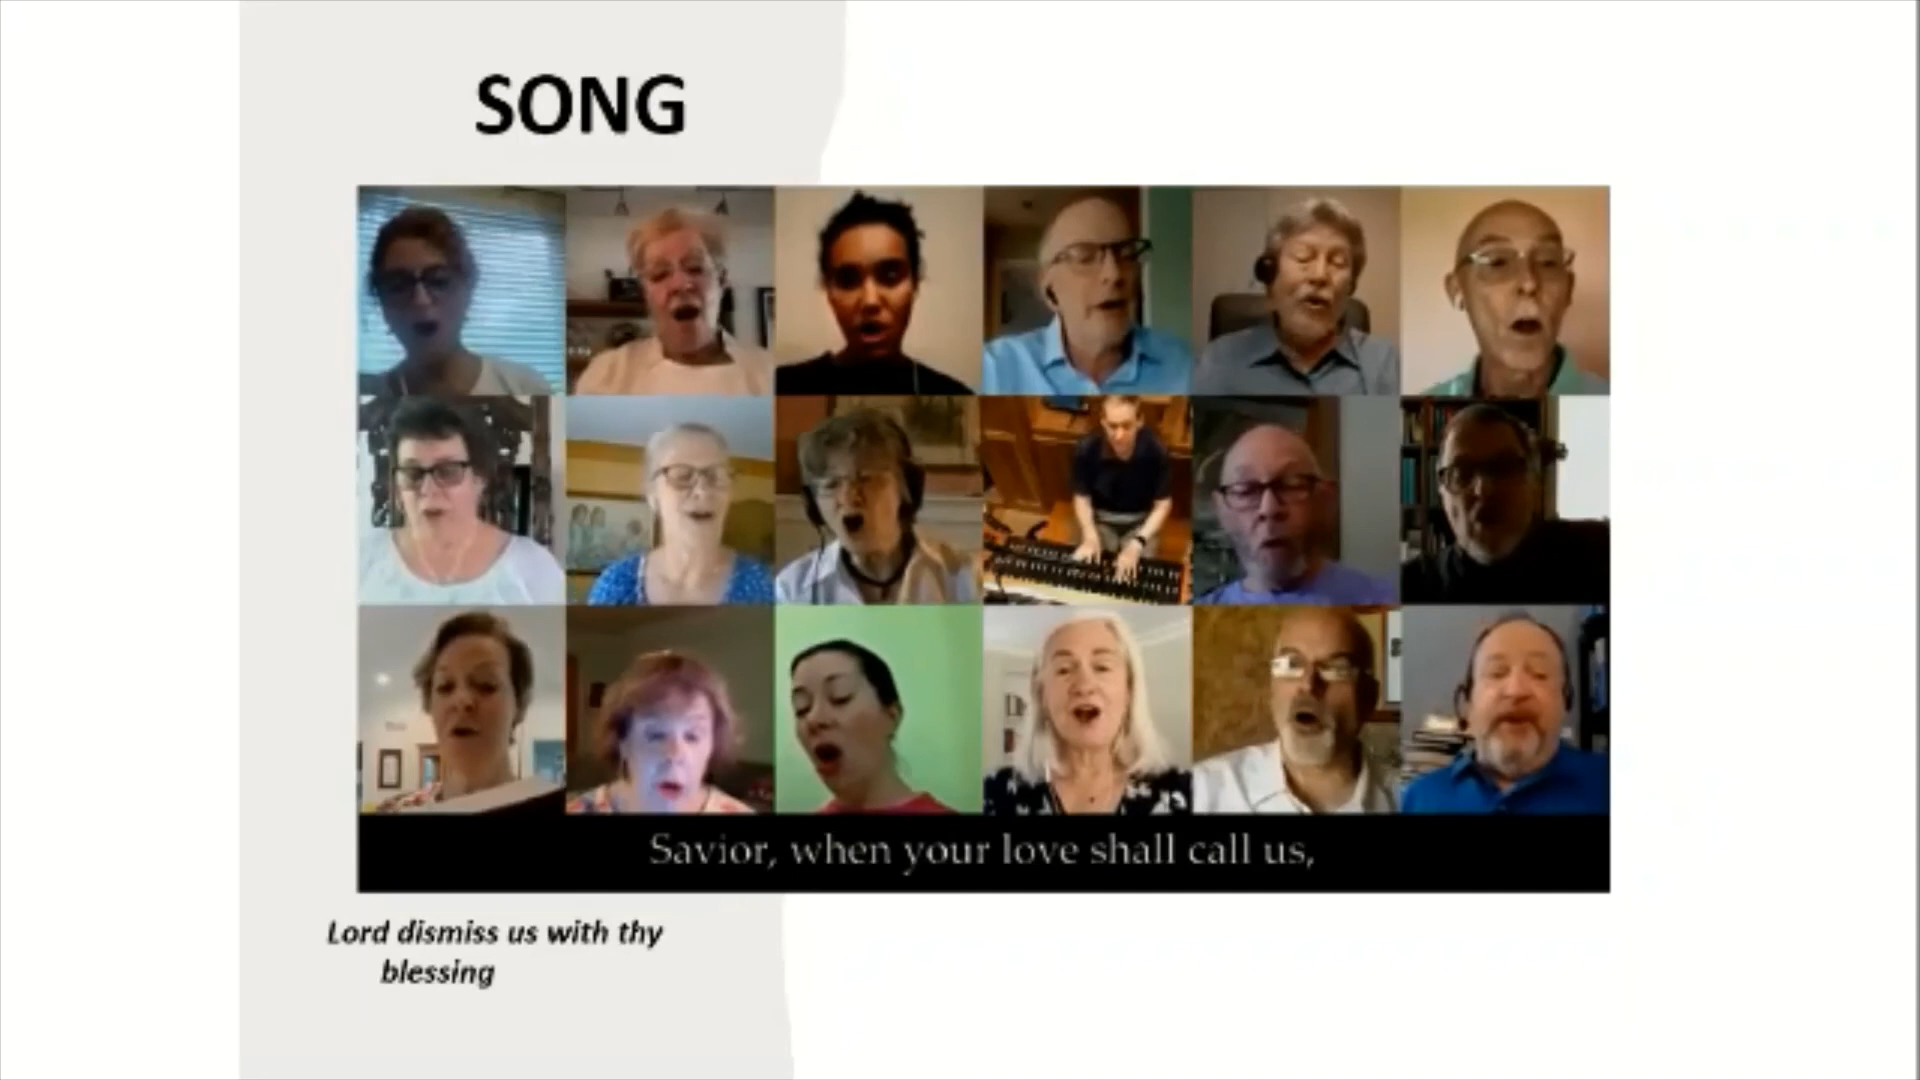 SONG
Savior, when your love shall call us,
Lord dismiss us with thy
blessing